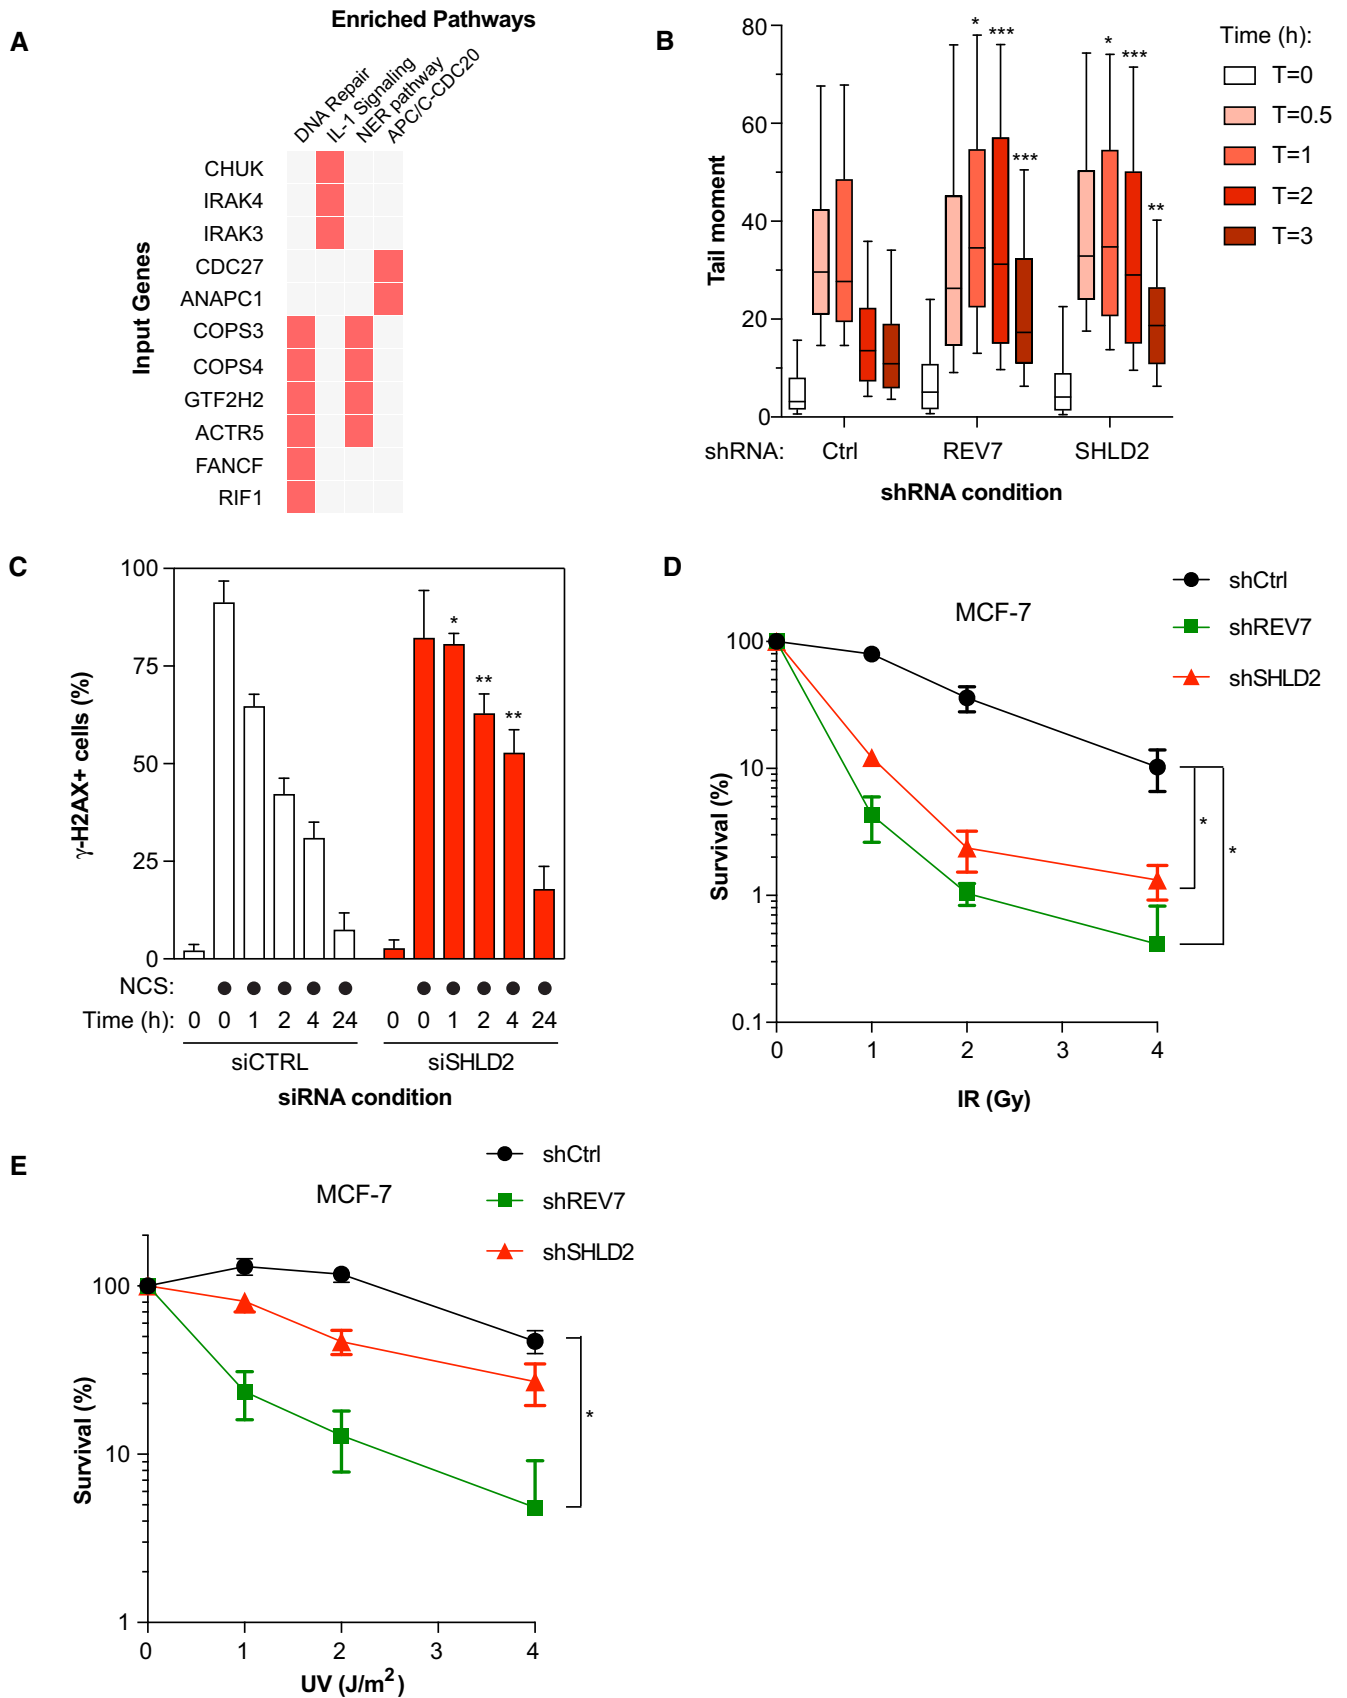 A
Enriched Pathways
DNA Repair
IL-1 Signaling
NER pathway
APC/C-CDC20
Input Genes
CHUK
IRAK4
IRAK3
CDC27
ANAPC1
COPS3
COPS4
GTF2H2
ACTR5
FANCF
RIF1
B
Tail moment
80
60
40
20
0
* *** ***
* *** **
shRNA: Ctrl REV7 SHLD2
shRNA condition
Time (h):
T=0
T=0.5
T=1
T=2
T=3
C
γ-H2AX+ cells (%)
100
75
50
25
0
* ** **
NCS:
Time (h): 0 0 1 2 4 24 0 0 1 2 4 24
siCTRL siSHLD2
siRNA condition
D
MCF-7
shCtrl
shREV7
shSHLD2
Survival (%)
100
10
1
0.1
*
*
0 1 2 3 4
IR (Gy)
E
MCF-7
shCtrl
shREV7
shSHLD2
Survival (%)
100
10
1
*
0 1 2 3 4
UV (J/m²)